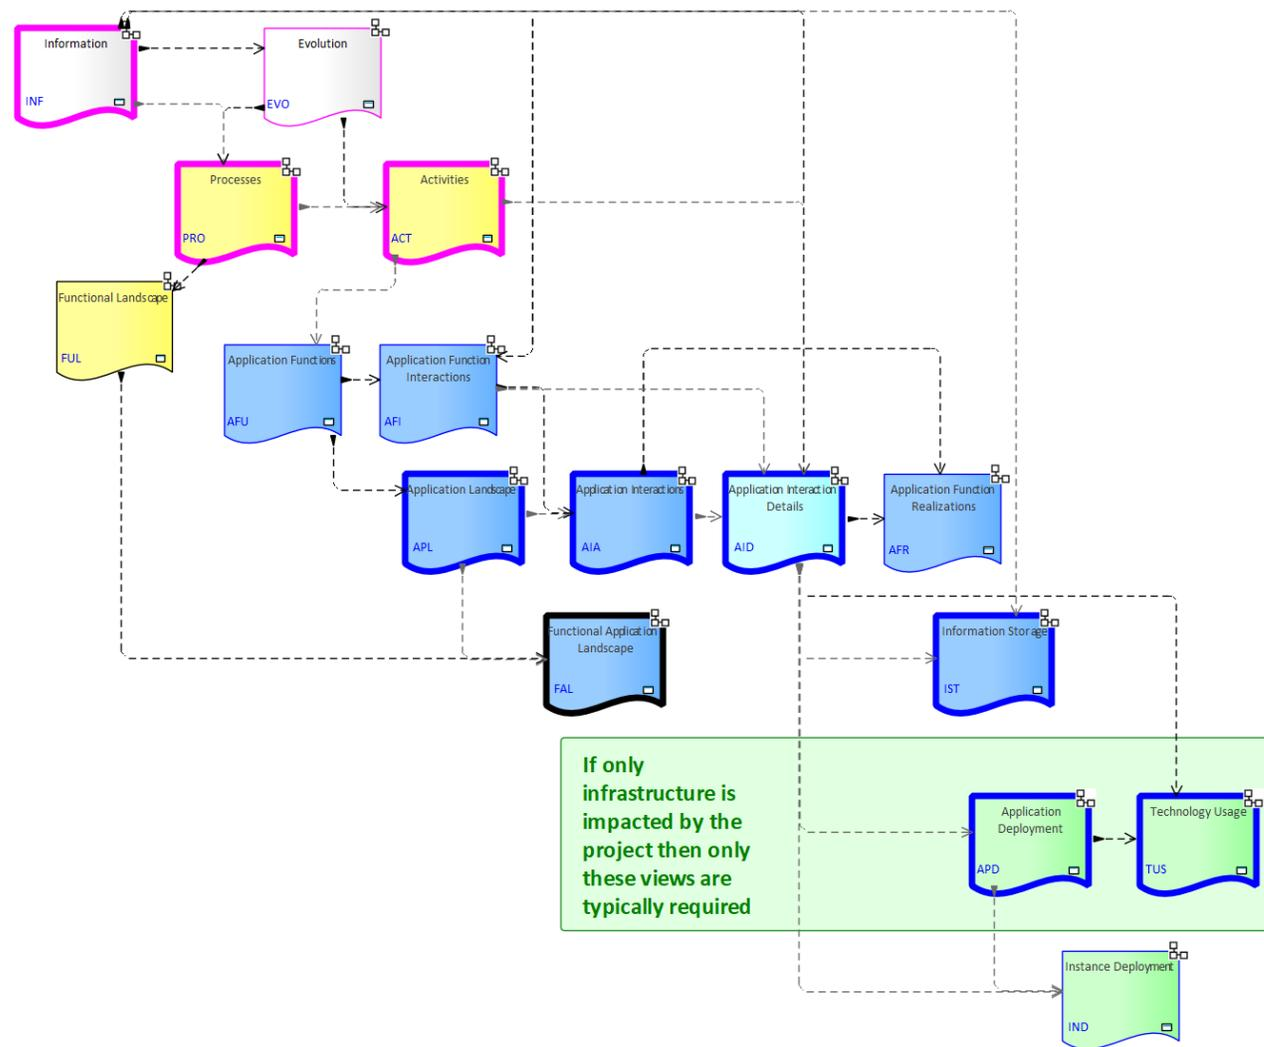 Information
INF
Evolution
EVO
Processes
PRO
Activities
ACT
Functional Landscape
FUL
Application Functions
AFU
Application Function
Interactions
AFI
Application Landscape
APL
Application Interactions
AIA
Application Interaction
Details
AID
Application Function
Realizations
AFR
Functional Application
Landscape
FAL
Information Storage
IST
If only
infrastructure is
impacted by the
project then only
these views are
typically required
Application
Deployment
APD
Technology Usage
TUS
Instance Deployment
IND